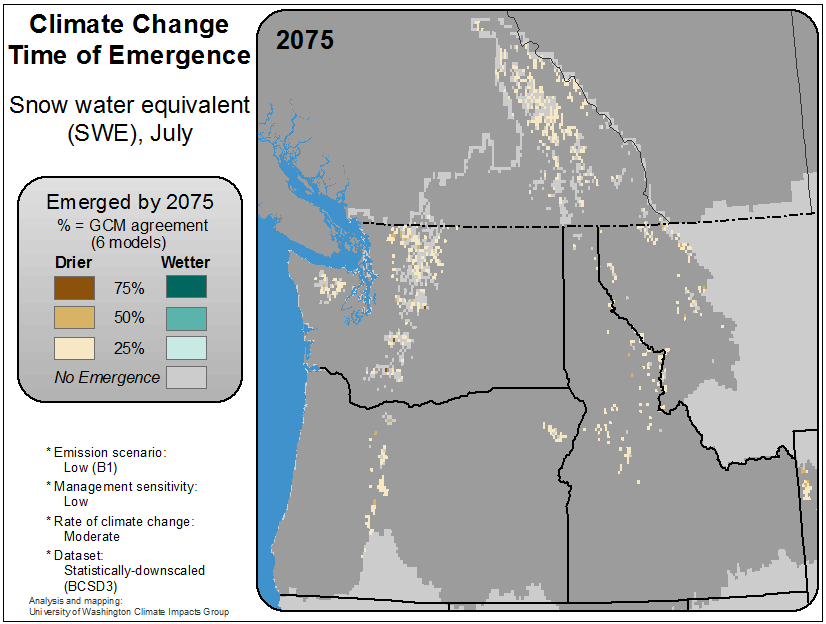 Climate Change
Time of Emergence
Snow water equivalent
(SWE), July
2075
Emerged by 2075
% = GCM agreement
(6 models)
Drier Wetter
75%
50%
25%
No Emergence
* Emission scenario:
Low (B1)
* Management sensitivity:
Low
* Rate of climate change:
Moderate
* Dataset:
Statistically-downscaled
(BCSD3)
Analysis and mapping:
University of Washington Climate Impacts Group